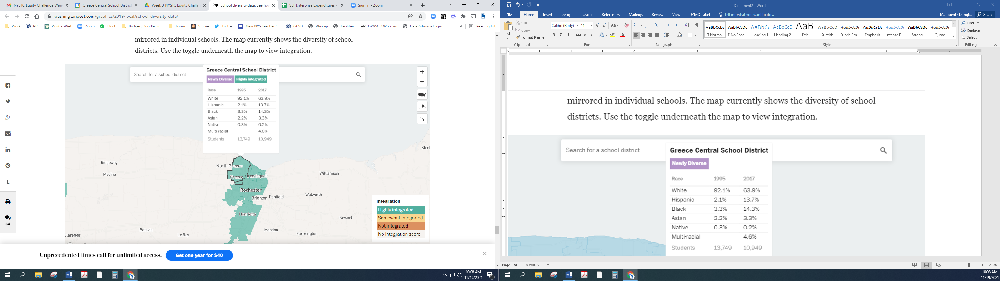 NYSTC Equity Challenge Week
Greece Central School District
Week 3 NYSTC Equity Challen
School diversity data: See ho
SLT Enterprise Expenditures -
Sign In - Zoom
washingtonpost.com/graphics/2019/local/school-diversity-data/
Work PLC WinCapWeb Zoom Flock Badges, Doodle, Sc... Forms Smore Twitter New NYS Teacher C... GCSD Wincap Facilities GVASCD Wix.com Gale Admin - Login » Reading list
mirrored in individual schools. The map currently shows the diversity of school
districts. Use the toggle underneath the map to view integration.
Search for a school district
Greece Central School District
Newly Diverse Highly integrated
Race 1995 2017
White 92.1% 63.9%
Hispanic 2.1% 13.7%
Black 3.3% 14.3%
Asian 2.2% 3.3%
Native 0.3% 0.2%
Multi-racial 4.6%
Students 13,749 10,949
+
−
Sterl
Ridgeway
North Greece
Medina
Williamson
Greece Irondequoit
Rochester
Walworth
Brighton Penfield
Henrietta
Newark
Batavia
Mendon
Le Roy
Farmington
Integration
Highly integrated
Somewhat integrated
Not integrated
No integration score
64
Unprecedented times call for unlimited access. Get one year for $40
10:08 AM
11/19/2021
Document2 - Word
File Home Insert Design Layout References Mailings Review View DYMO Label Tell me what you want to do... Marguerite Dimgba Share
Paste
Cut
Copy
Format Painter
Clipboard
Calibri (Body) 11
B I U abc x₂ x²
Font
Paragraph
AaBbCcDc AaBbCcDc AaBbCc AaBbCcD AaB AaBbCcD AaBbCcDc AaBbCcDc AaBbCcDc AaBbCcDc AaBbCcDc
¶ Normal ¶ No Spac... Heading 1 Heading 2 Title Subtitle Subtle Em... Emphasis Intense E... Strong Quote
Styles
Find
Replace
Select
Editing
1 2 3 4 5 6 7
mirrored in individual schools. The map currently shows the diversity of school
districts. Use the toggle underneath the map to view integration.
Search for a school district
Greece Central School District
Newly Diverse
Race 1995 2017
White 92.1% 63.9%
Hispanic 2.1% 13.7%
Black 3.3% 14.3%
Asian 2.2% 3.3%
Native 0.3% 0.2%
Multi-racial 4.6%
Students 13,749 10,949
Page 1 of 1 0 words 210%
10:08 AM
11/19/2021